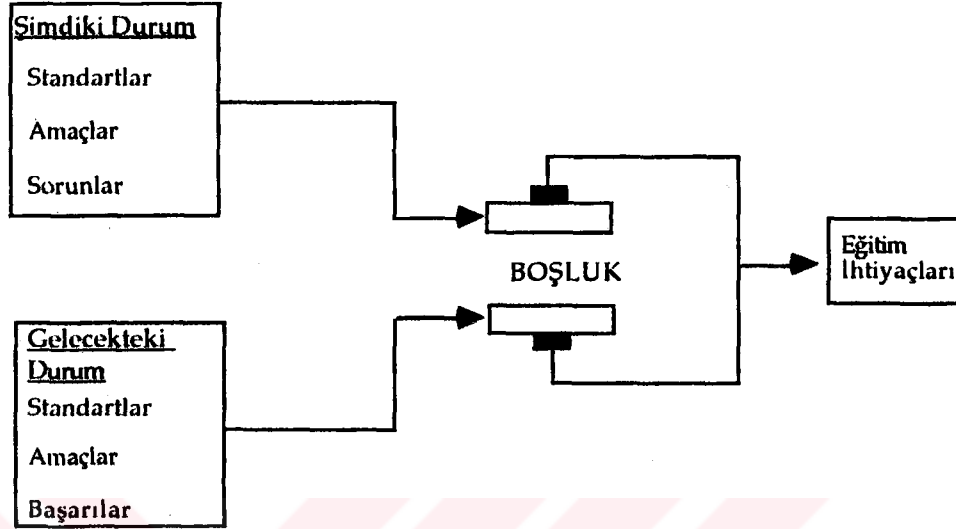 Şimdiki Durum
Standartlar
Amaçlar
Sorunlar
BOŞLUK
Eğitim
İhtiyaçları
Gelecekteki
Durum
Standartlar
Amaçlar
Başarılar